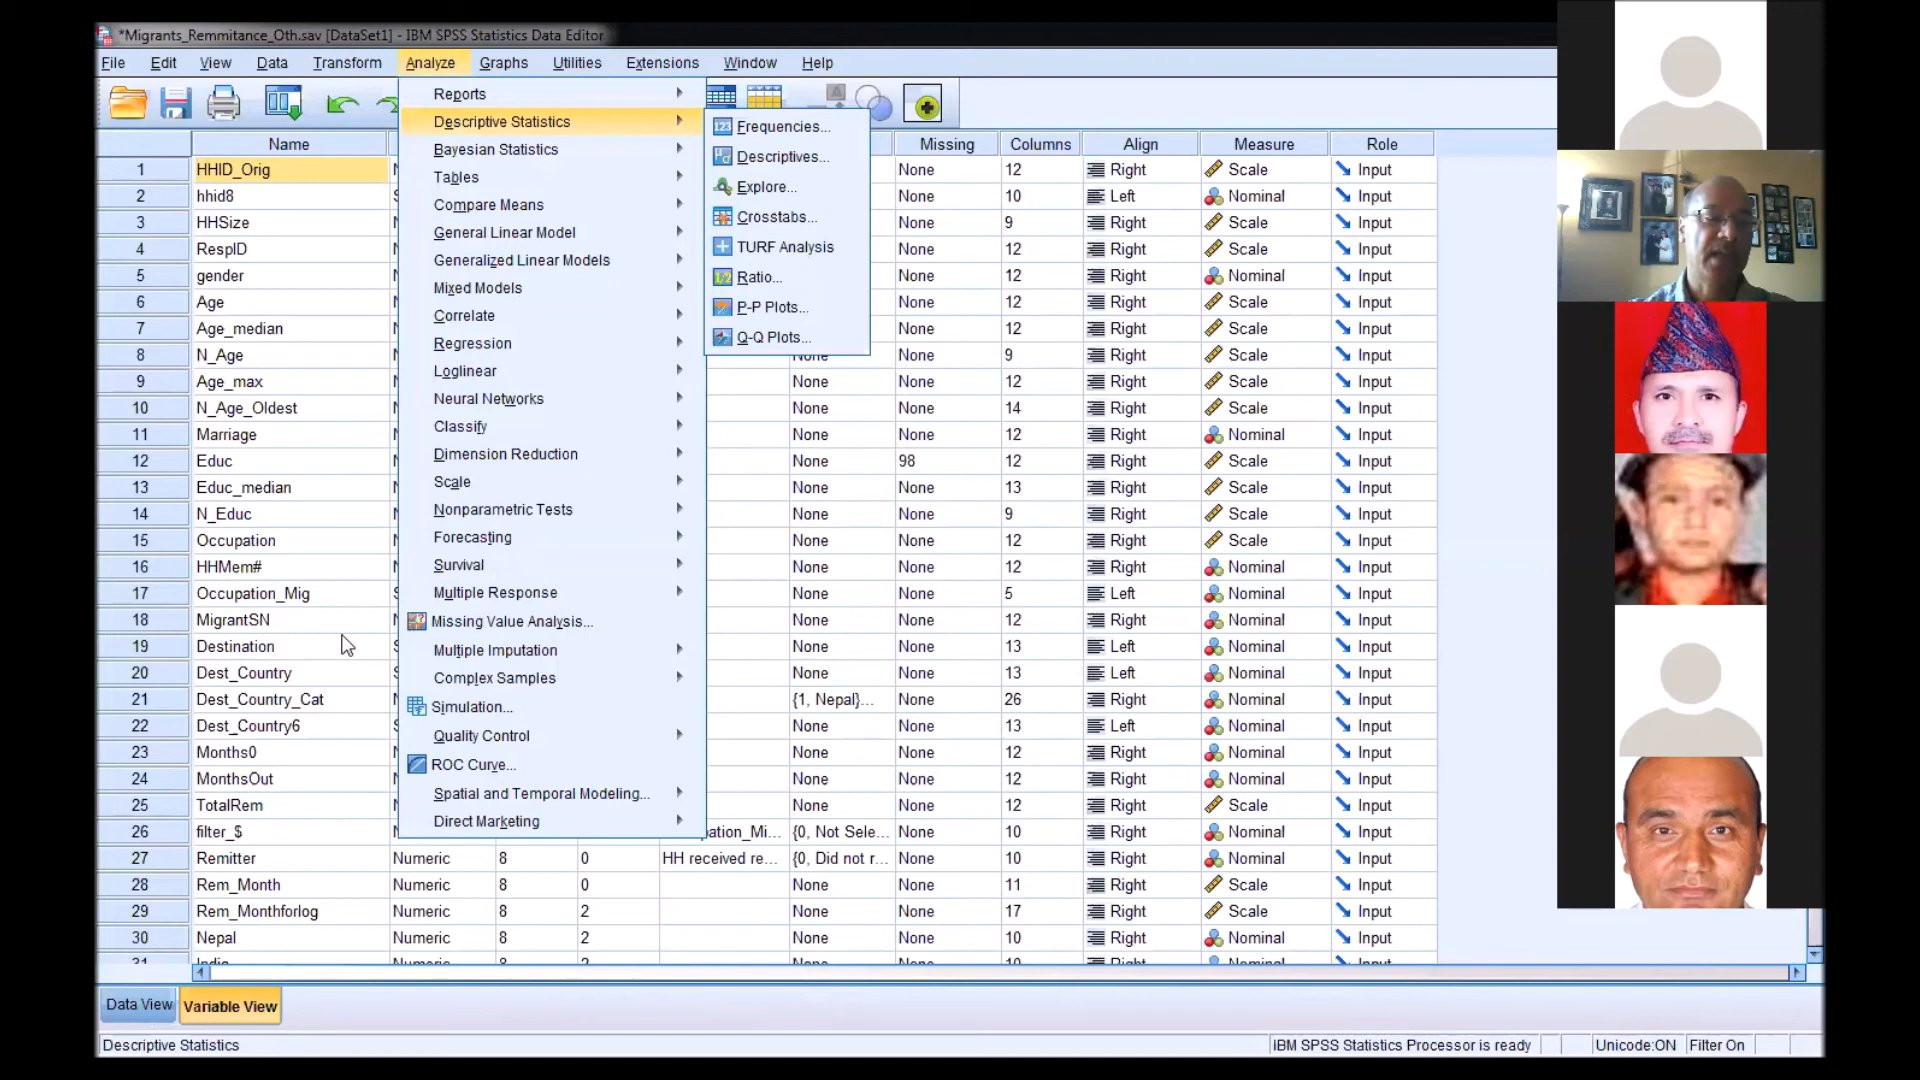 *Migrants_Remmitance_Oth.sav [DataSet1] - IBM SPSS Statistics Data Editor
File Edit View Data Transform Analyze Graphs Utilities Extensions Window Help
Reports
Descriptive Statistics
Bayesian Statistics
Tables
Compare Means
General Linear Model
Generalized Linear Models
Mixed Models
Correlate
Regression
Loglinear
Neural Networks
Classify
Dimension Reduction
Scale
Nonparametric Tests
Forecasting
Survival
Multiple Response
Missing Value Analysis...
Multiple Imputation
Complex Samples
Simulation...
Quality Control
ROC Curve...
Spatial and Temporal Modeling...
Direct Marketing
Frequencies...
Descriptives...
Explore...
Crosstabs...
TURF Analysis
Ratio...
P-P Plots...
Q-Q Plots...
Name Missing Columns Align Measure Role
1 HHID_Orig None 12 Right Scale Input
2 hhid8 None 10 Left Nominal Input
3 HHSize None 9 Right Scale Input
4 RespID None 12 Right Scale Input
5 gender None 12 Right Nominal Input
6 Age None 12 Right Scale Input
7 Age_median None 12 Right Scale Input
8 N_Age None None 9 Right Scale Input
9 Age_max None None 12 Right Scale Input
10 N_Age_Oldest None None 14 Right Scale Input
11 Marriage None None 12 Right Nominal Input
12 Educ None 98 12 Right Scale Input
13 Educ_median None None 13 Right Scale Input
14 N_Educ None None 9 Right Scale Input
15 Occupation None None 12 Right Scale Input
16 HHMem# None None 12 Right Nominal Input
17 Occupation_Mig None None 5 Left Nominal Input
18 MigrantSN None None 12 Right Nominal Input
19 Destination None None 13 Left Nominal Input
20 Dest_Country None None 13 Left Nominal Input
21 Dest_Country_Cat {1, Nepal}... None 26 Right Nominal Input
22 Dest_Country6 None None 13 Left Nominal Input
23 Months0 None None 12 Right Nominal Input
24 MonthsOut None None 12 Right Nominal Input
25 TotalRem None None 12 Right Scale Input
26 filter_$ pation_Mi... {0, Not Sele... None 10 Right Nominal Input
27 Remitter Numeric 8 0 HH received re... {0, Did not r... None 10 Right Nominal Input
28 Rem_Month Numeric 8 0 None None 11 Right Scale Input
29 Rem_Monthforlog Numeric 8 2 None None 17 Right Scale Input
30 Nepal Numeric 8 2 None None 10 Right Nominal Input
31 India Numeric 8 2 None None 10 Right Nominal Input
Data View Variable View
Descriptive Statistics IBM SPSS Statistics Processor is ready Unicode:ON Filter On